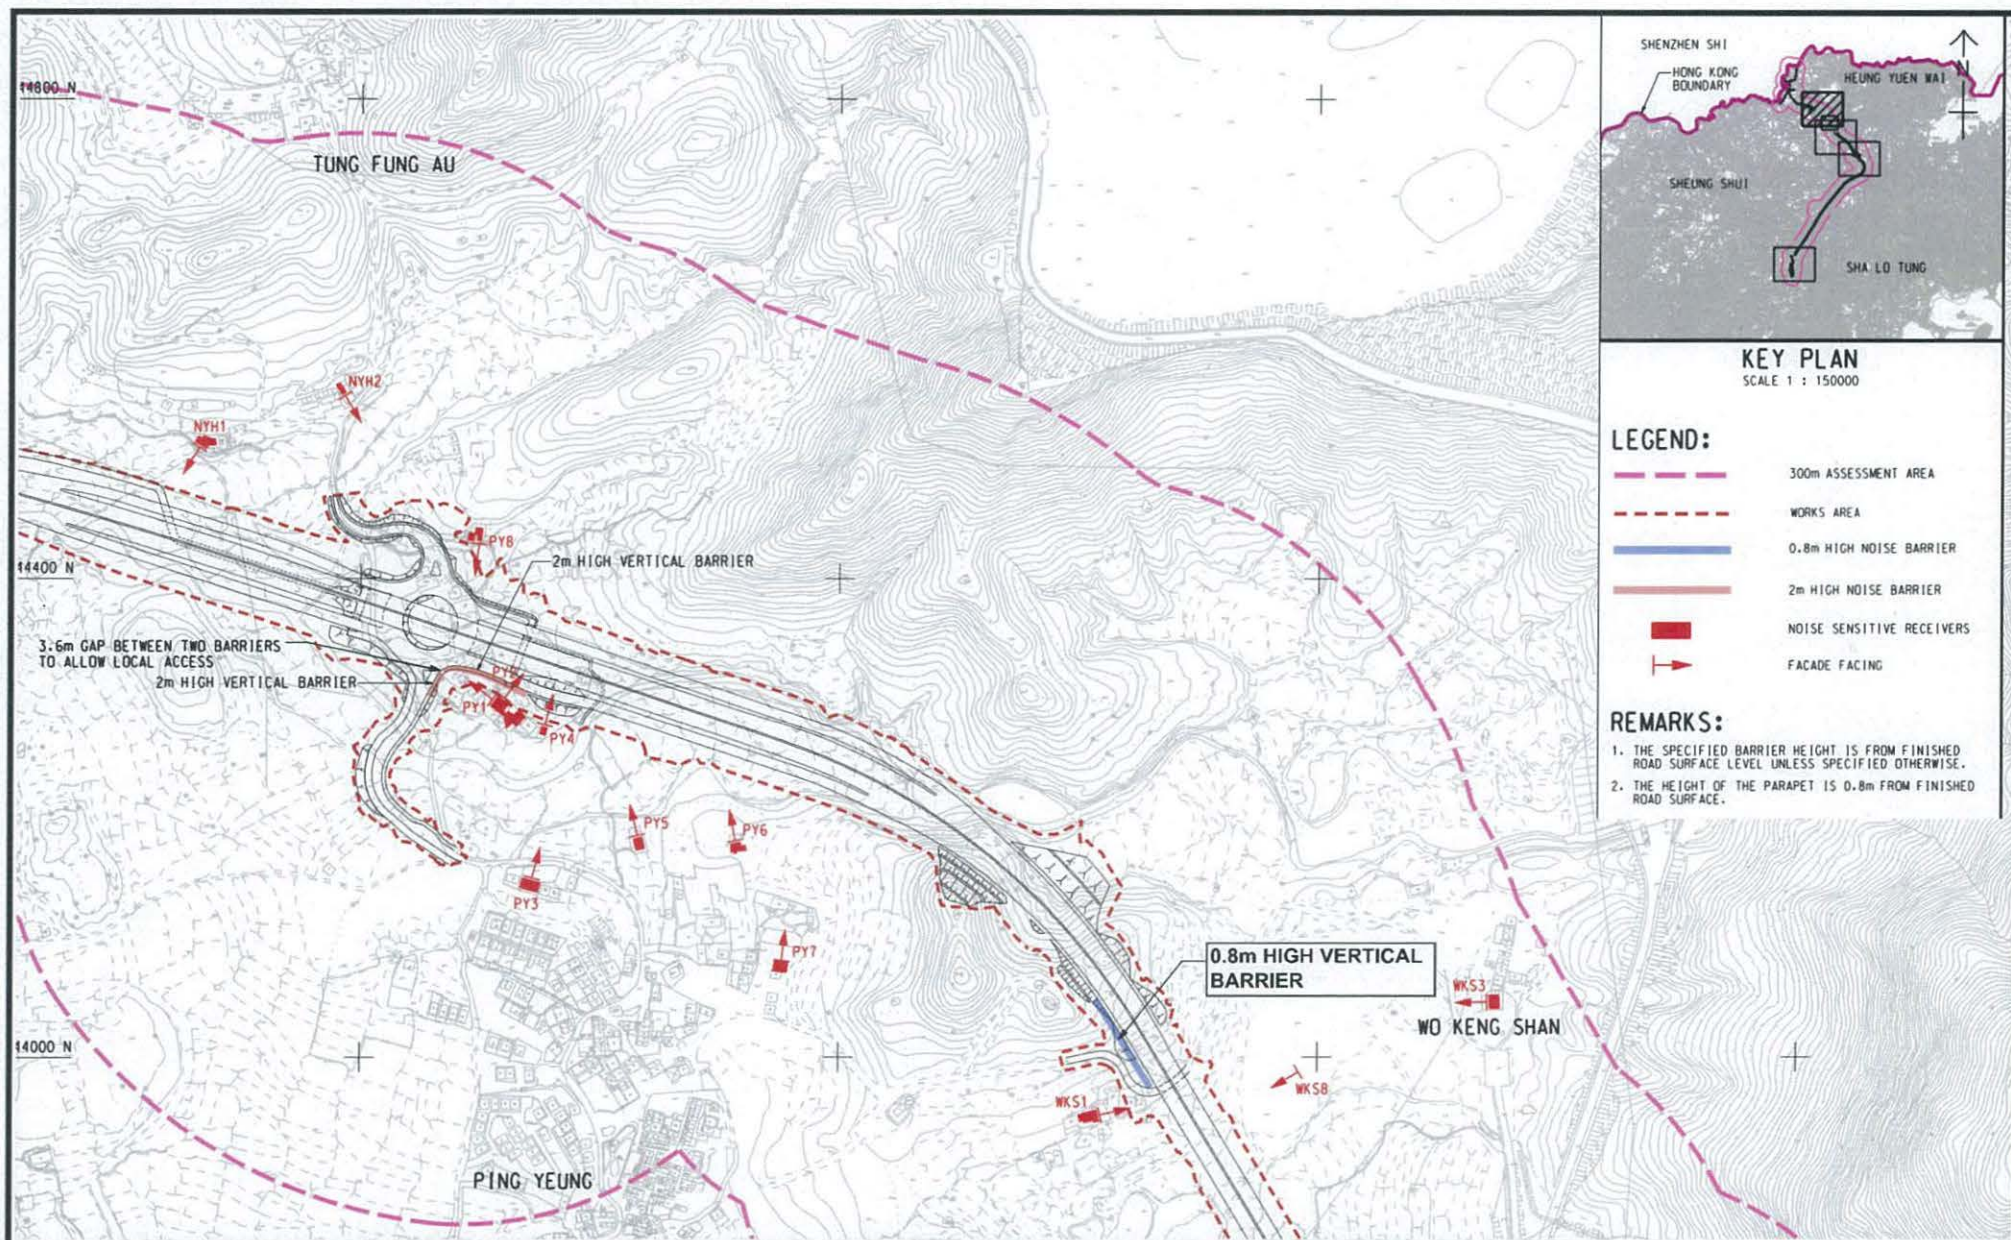 44800 N
TUNG FUNG AU
NYH2
NYH1
PY8
2m HIGH VERTICAL BARRIER
44400 N
3.6m GAP BETWEEN TWO BARRIERS
TO ALLOW LOCAL ACCESS
2m HIGH VERTICAL BARRIER
PY2
PY1
PY4
PY5
PY6
PY3
PY7
0.8m HIGH VERTICAL
BARRIER
WKS3
WO KENG SHAN
44000 N
WKS8
WKS1
PING YEUNG
SHENZHEN SHI
HONG KONG
BOUNDARY
HEUNG YUEN WAI
N
SHEUNG SHUI
SHA LO TUNG
KEY PLAN
SCALE 1 : 150000
LEGEND:
300m ASSESSMENT AREA
WORKS AREA
0.8m HIGH NOISE BARRIER
2m HIGH NOISE BARRIER
NOISE SENSITIVE RECEIVERS
FACADE FACING
REMARKS:
1. THE SPECIFIED BARRIER HEIGHT IS FROM FINISHED
ROAD SURFACE LEVEL UNLESS SPECIFIED OTHERWISE.
2. THE HEIGHT OF THE PARAPET IS 0.8m FROM FINISHED
ROAD SURFACE.